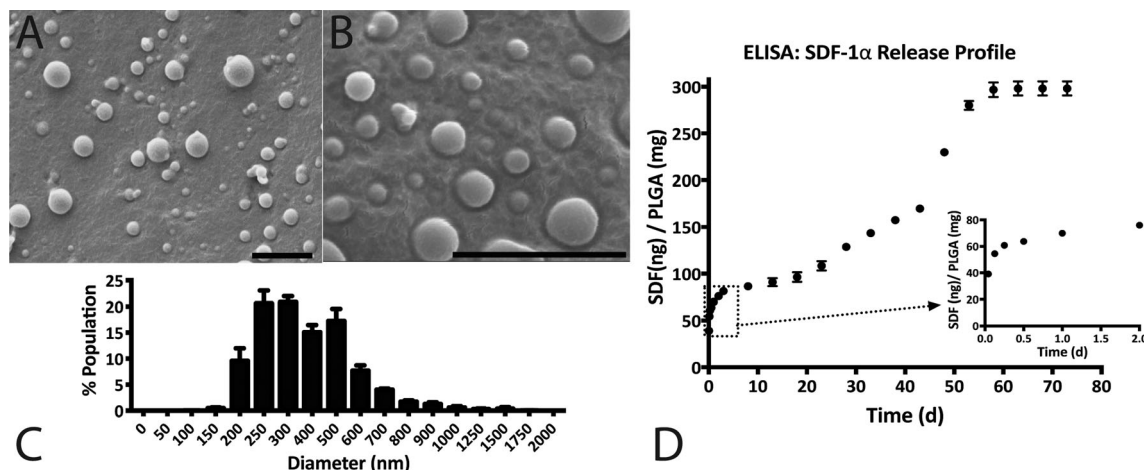 A
B
25
20
15
10
5
0
% Population
0 50 100 150 200 250 300 400 500 600 700 800 900 1000 1250 1500 1750 2000
Diameter (nm)
C
ELISA: SDF-1α Release Profile
SDF(ng) / PLGA (mg)
300
250
200
150
100
50
0
0 10 20 30 40 50 60 70 80
Time (d)
SDF (ng)/ PLGA (mg)
80
60
40
20
0
0.0 0.5 1.0 1.5 2.0
Time (d)
D